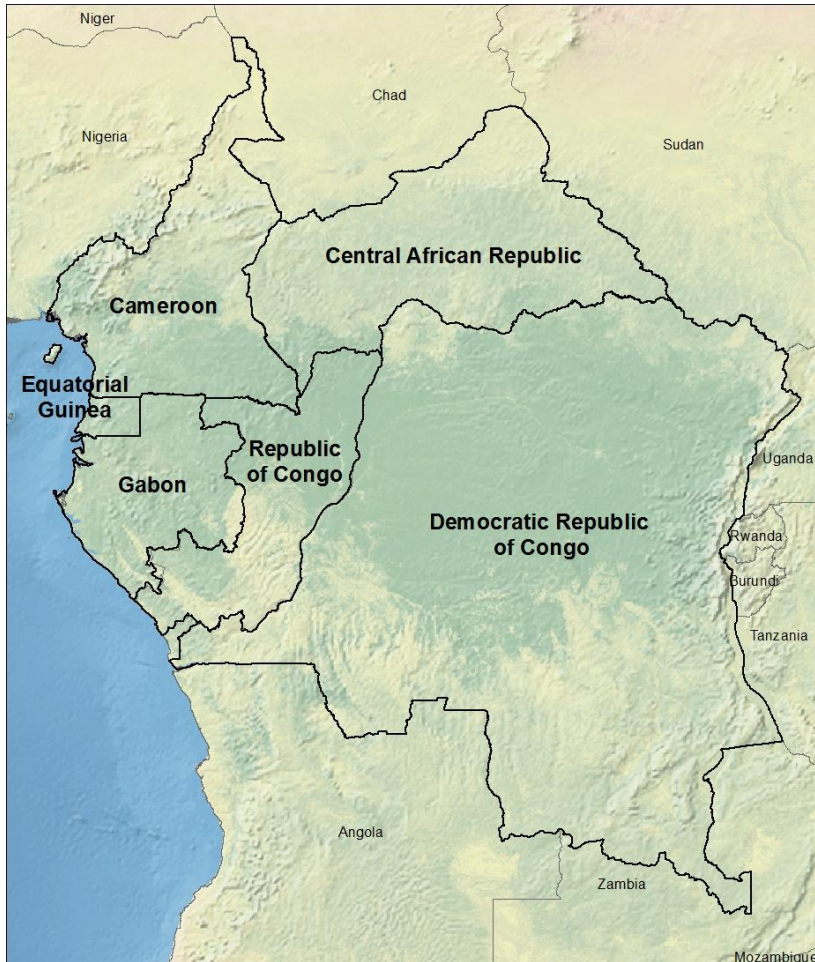 Niger
Chad
Nigeria
Sudan
Central African Republic
Cameroon
Equatorial
Guinea
Republic
of Congo
Gabon
Uganda
Democratic Republic
of Congo
Rwanda
Burundi
Tanzania
Angola
Zambia
Mozambique